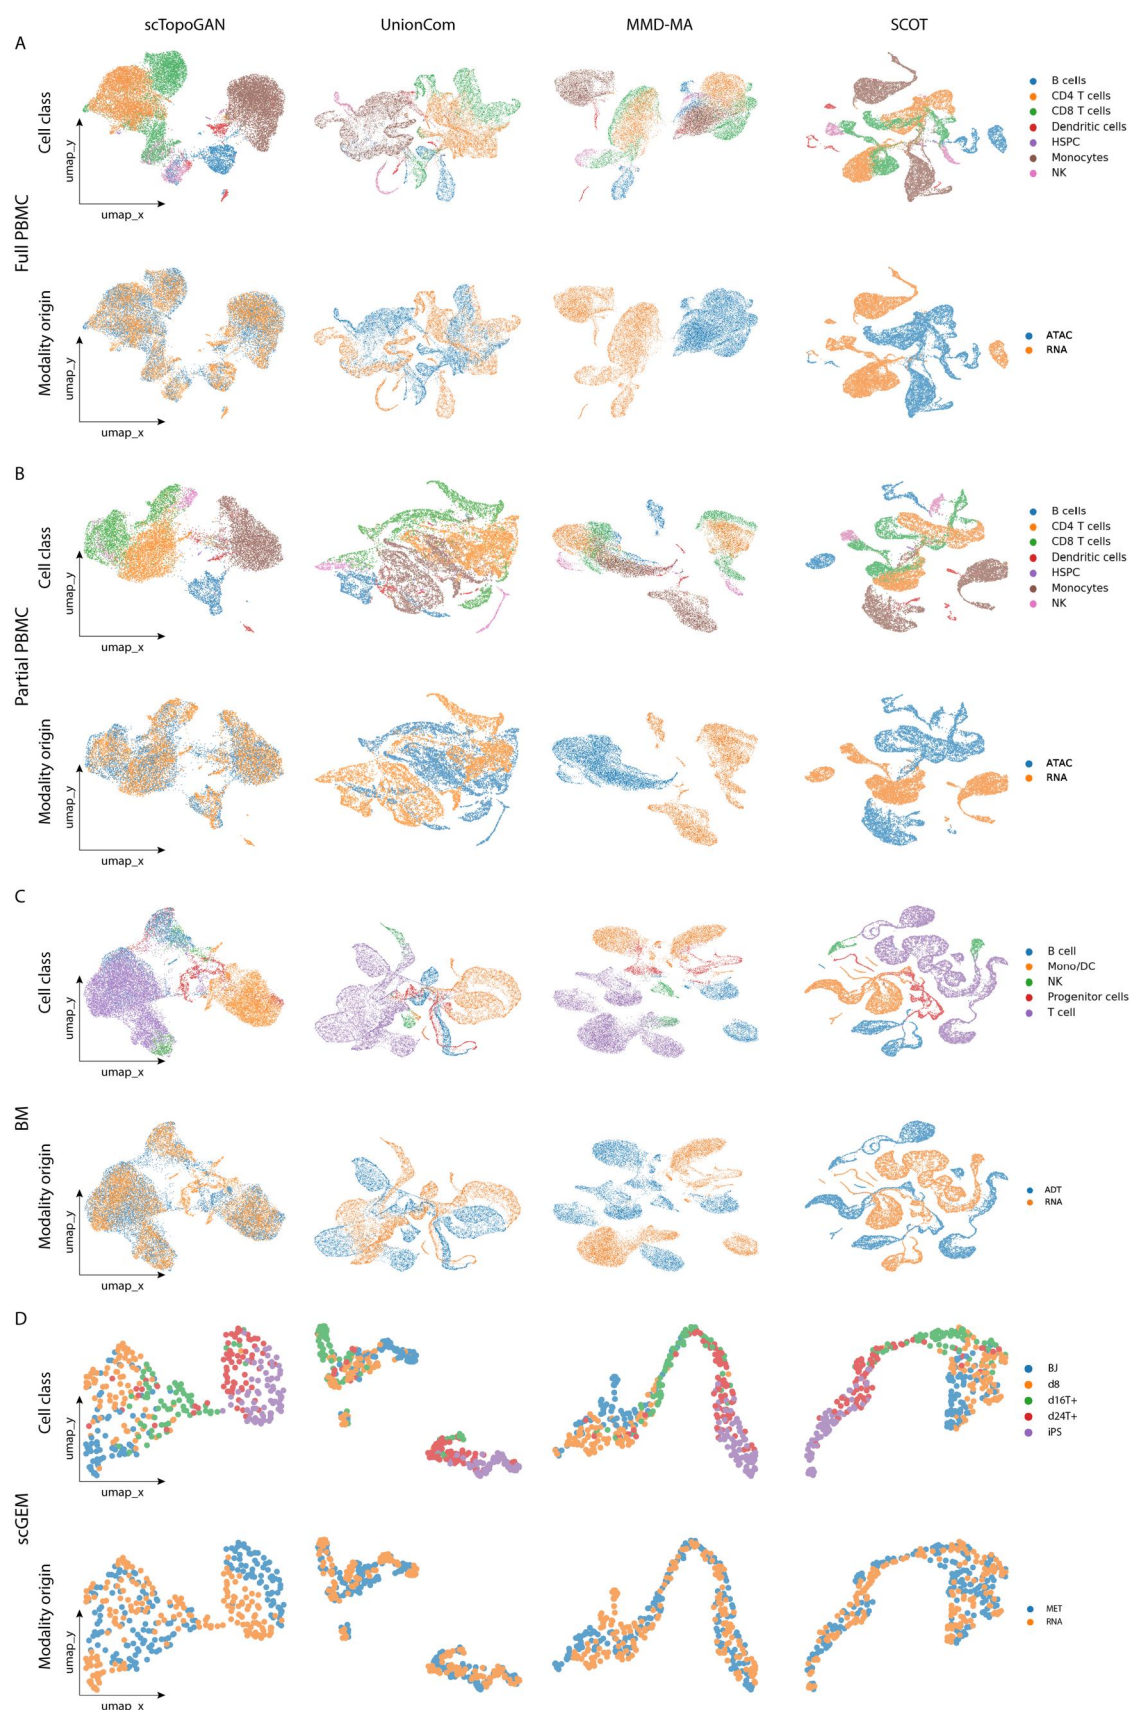 scTopoGAN UnionCom MMD-MA SCOT
A
Full PBMC
Cell class
umap_y
umap_x
B cells
CD4 T cells
CD8 T cells
Dendritic cells
HSPC
Monocytes
NK
Modality origin
umap_y
umap_x
ATAC
RNA
B
Partial PBMC
Cell class
umap_y
umap_x
B cells
CD4 T cells
CD8 T cells
Dendritic cells
HSPC
Monocytes
NK
Modality origin
umap_y
umap_x
ATAC
RNA
C
BM
Cell class
umap_y
umap_x
B cell
Mono/DC
NK
Progenitor cells
T cell
Modality origin
umap_y
umap_x
ADT
RNA
D
scGEM
Cell class
umap_y
umap_x
BJ
d8
d16T+
d24T+
iPS
Modality origin
umap_y
umap_x
MET
RNA